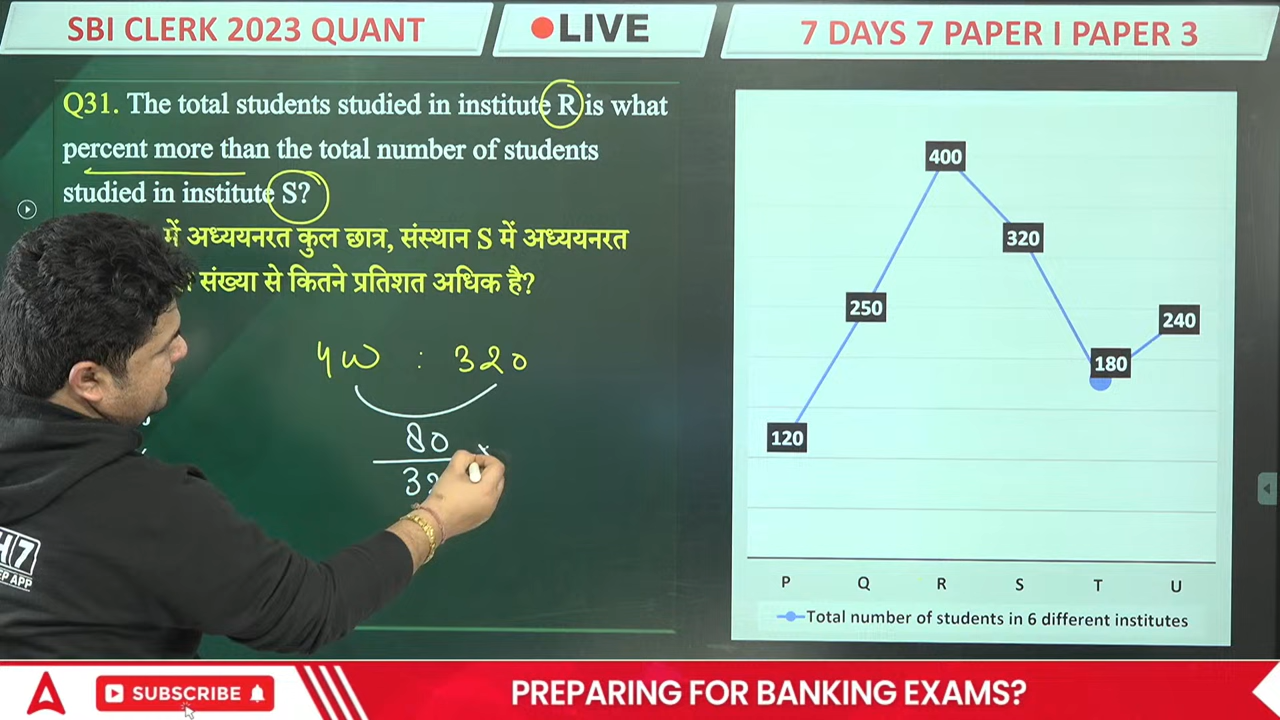 SBI CLERK 2023 QUANT
LIVE
7 DAYS 7 PAPER I PAPER 3
Q31. The total students studied in institute R is what
percent more than the total number of students
studied in institute S?
में अध्ययनरत कुल छात्र, संस्थान S में अध्ययनरत
संख्या से कितने प्रतिशत अधिक है?
400 : 320
80
400
320
250
240
180
120
P Q R S T U
Total number of students in 6 different institutes
H7
EP APP
SUBSCRIBE
PREPARING FOR BANKING EXAMS?